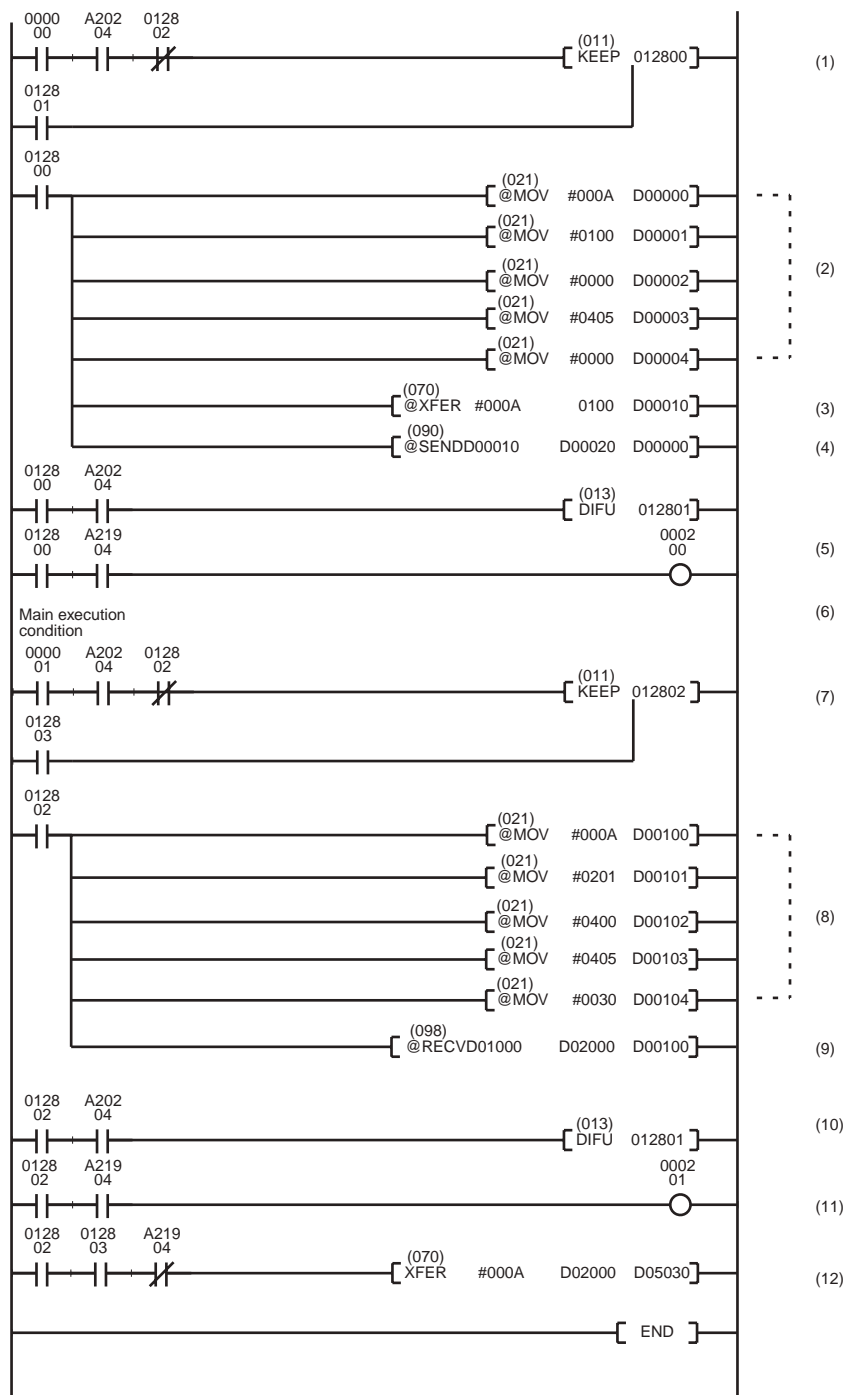 0000 A202 0128
00 04 02
(011)
KEEP 012800
(1)
0128
01
0128
00
(021)
@MOV #000A D00000
(021)
@MOV #0100 D00001
(021)
@MOV #0000 D00002
(2)
(021)
@MOV #0405 D00003
(021)
@MOV #0000 D00004
(070)
@XFER #000A 0100 D00010
(3)
(090)
@SENDD00010 D00020 D00000
(4)
0128 A202
00 04
(013)
DIFU 012801
0128 A219 0002
00 04 00
(5)
(6)
Main execution
condition
0000 A202 0128
01 04 02
(011)
KEEP 012802
(7)
0128
03
0128
02
(021)
@MOV #000A D00100
(021)
@MOV #0201 D00101
(021)
@MOV #0400 D00102
(8)
(021)
@MOV #0405 D00103
(021)
@MOV #0030 D00104
(098)
@RECVD01000 D02000 D00100
(9)
0128 A202
02 04
(013)
DIFU 012801
(10)
0128 A219 0002
02 04 01
(11)
0128 0128 A219
02 03 04
(070)
XFER #000A D02000 D05030
(12)
END